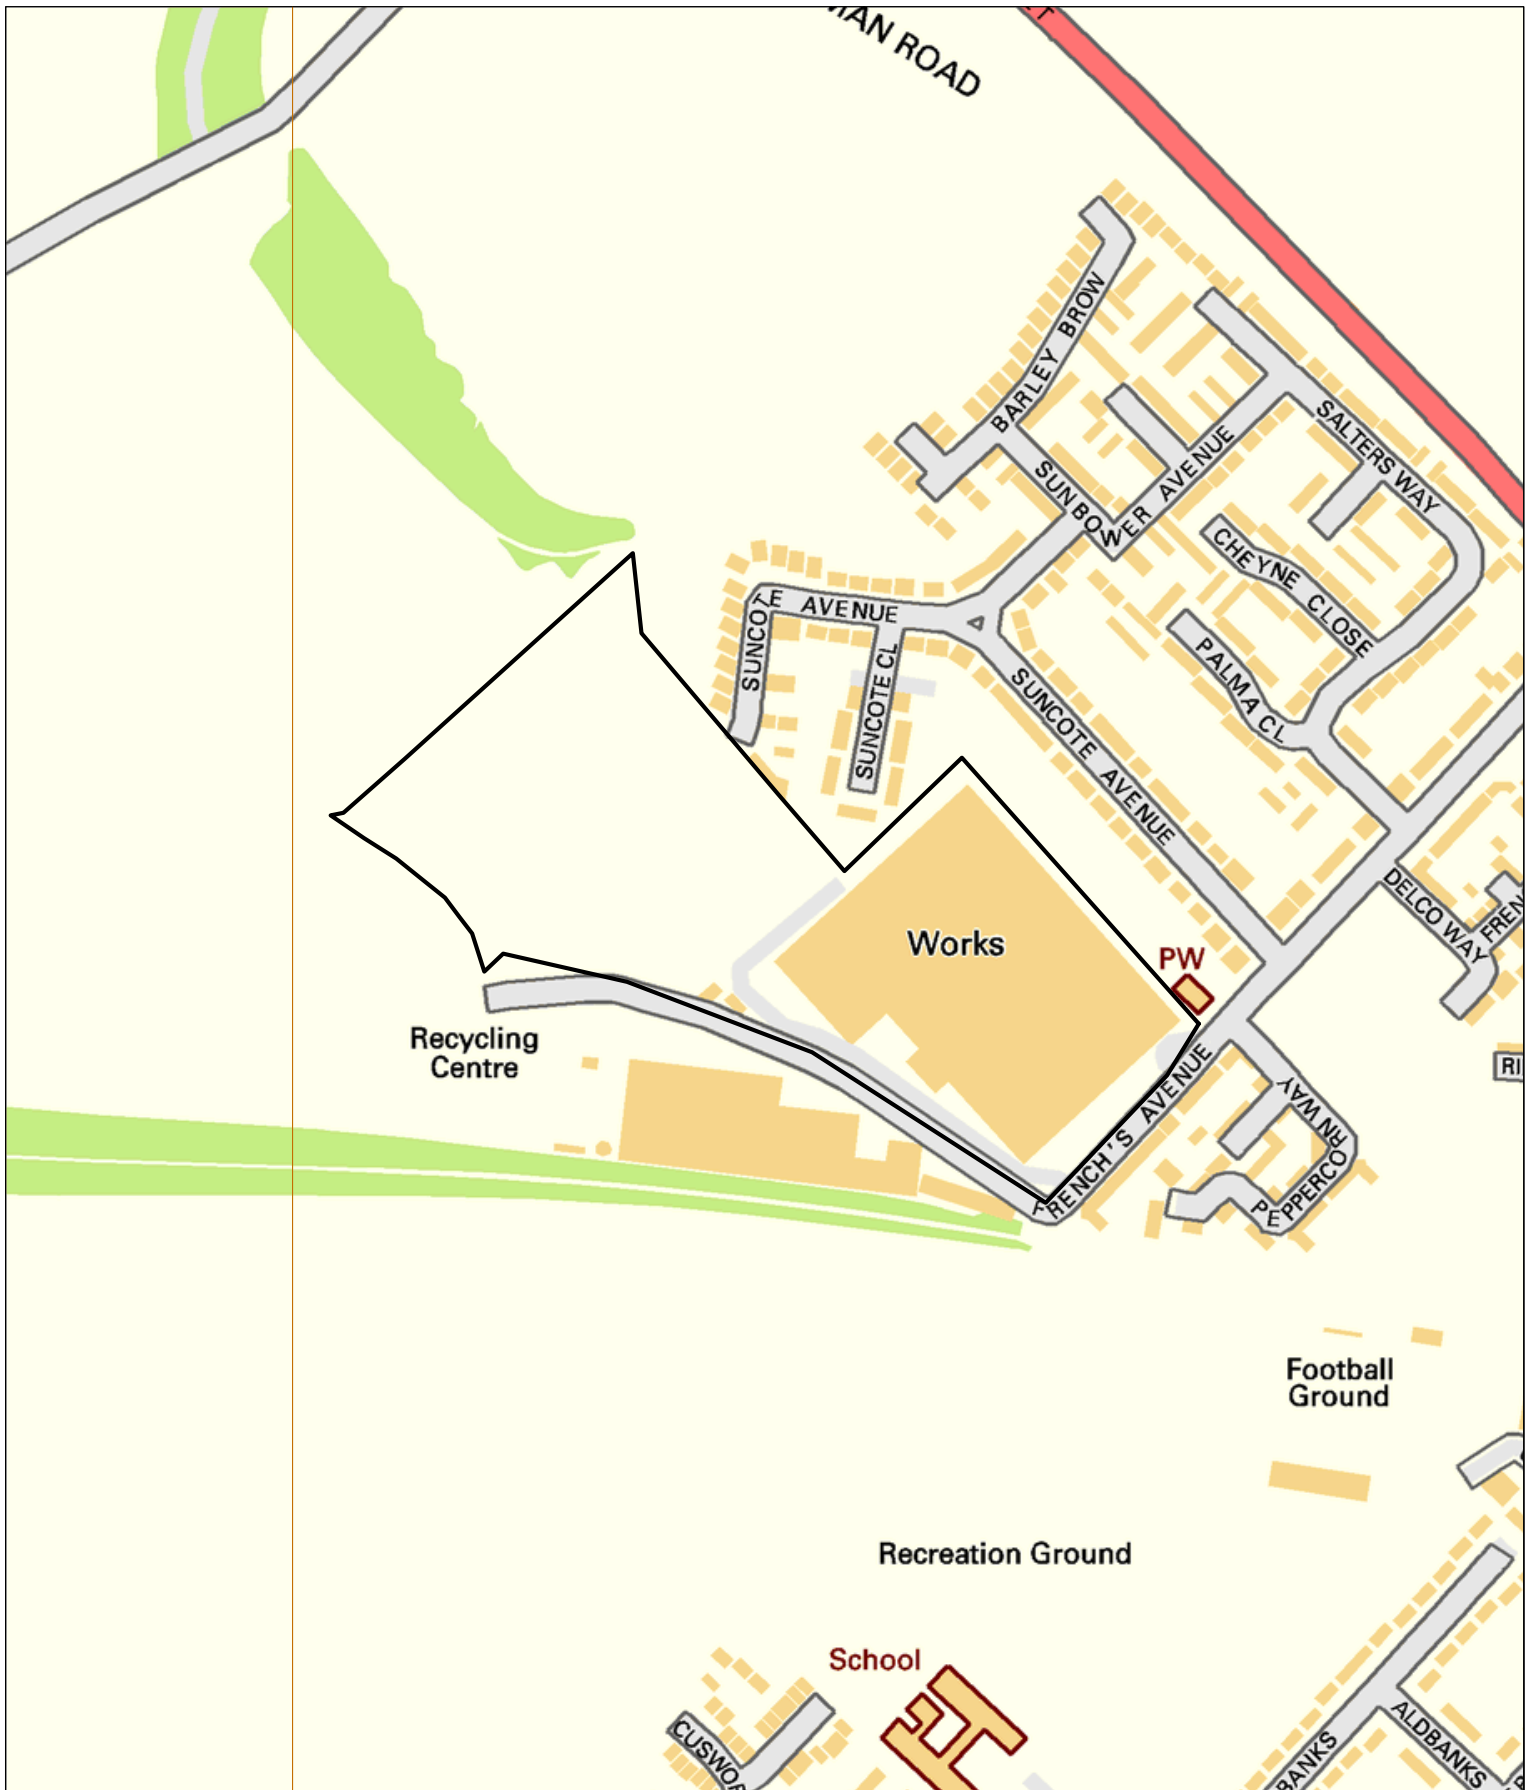 ROAD
BARLEY BROW
SALTERS WAY
SUNBOWER AVENUE
CHEYNE CLOSE
SUNCOTE AVENUE
PALMA CL
SUNCOTE CL
SUNCOTE AVENUE
DELCO WAY
Works
PW
Recycling
Centre
FRENCH'S AVENUE
PEPPERCORN WAY
Football
Ground
Recreation Ground
School
ALDBANKS